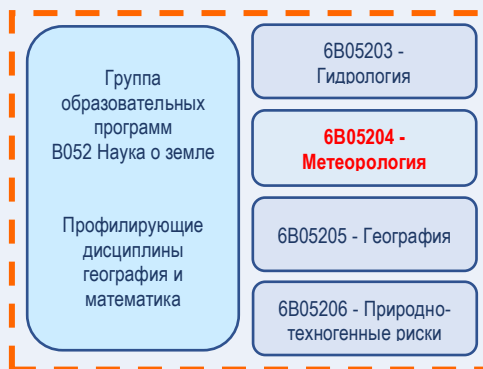 Группа
образовательных
программ
В052 Наука о земле
Профилирующие
дисциплины
география и
математика
6В05203 -
Гидрология
6В05204 -
Метеорология
6В05205 - География
6В05206 - Природно-
техногенные риски